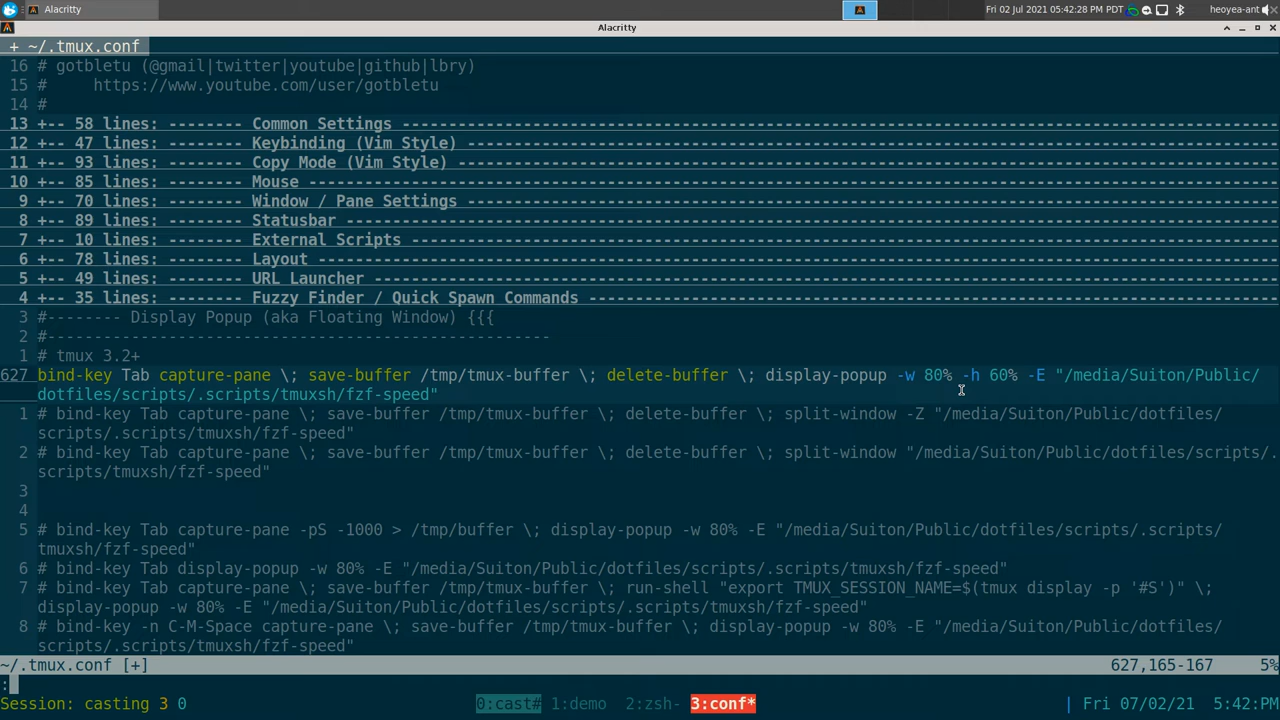 Alacritty
Fri 02 Jul 2021 05:42:28 PM PDT
heoyea-ant
Alacritty
+ ~/.tmux.conf
16 # gotbletu (@gmail|twitter|youtube|github|lbry)
15 #     https://www.youtube.com/user/gotbletu
14 #
13 +-- 58 lines: -------- Common Settings ----------------------------------------------------------------------------------------------
12 +-- 47 lines: -------- Keybinding (Vim Style) ---------------------------------------------------------------------------------------
11 +-- 93 lines: -------- Copy Mode (Vim Style) ----------------------------------------------------------------------------------------
10 +-- 85 lines: -------- Mouse --------------------------------------------------------------------------------------------------------
9 +-- 70 lines: -------- Window / Pane Settings ---------------------------------------------------------------------------------------
8 +-- 89 lines: -------- Statusbar ----------------------------------------------------------------------------------------------------
7 +-- 10 lines: -------- External Scripts ---------------------------------------------------------------------------------------------
6 +-- 78 lines: -------- Layout -------------------------------------------------------------------------------------------------------
5 +-- 49 lines: -------- URL Launcher -------------------------------------------------------------------------------------------------
4 +-- 35 lines: -------- Fuzzy Finder / Quick Spawn Commands --------------------------------------------------------------------------
3 #-------- Display Popup (aka Floating Window) {{{
2 #------------------------------------------------------
1 # tmux 3.2+
627 bind-key Tab capture-pane \; save-buffer /tmp/tmux-buffer \; delete-buffer \; display-popup -w 80% -h 60% -E "/media/Suiton/Public/
dotfiles/scripts/.scripts/tmuxsh/fzf-speed"
1 # bind-key Tab capture-pane \; save-buffer /tmp/tmux-buffer \; delete-buffer \; split-window -Z "/media/Suiton/Public/dotfiles/
scripts/.scripts/tmuxsh/fzf-speed"
2 # bind-key Tab capture-pane \; save-buffer /tmp/tmux-buffer \; delete-buffer \; split-window "/media/Suiton/Public/dotfiles/scripts/.
scripts/tmuxsh/fzf-speed"
3
4
5 # bind-key Tab capture-pane -pS -1000 > /tmp/buffer \; display-popup -w 80% -E "/media/Suiton/Public/dotfiles/scripts/.scripts/
tmuxsh/fzf-speed"
6 # bind-key Tab display-popup -w 80% -E "/media/Suiton/Public/dotfiles/scripts/.scripts/tmuxsh/fzf-speed"
7 # bind-key Tab capture-pane \; save-buffer /tmp/tmux-buffer \; run-shell "export TMUX_SESSION_NAME=$(tmux display -p '#S')" \;
display-popup -w 80% -E "/media/Suiton/Public/dotfiles/scripts/.scripts/tmuxsh/fzf-speed"
8 # bind-key -n C-M-Space capture-pane \; save-buffer /tmp/tmux-buffer \; display-popup -w 80% -E "/media/Suiton/Public/dotfiles/
scripts/.scripts/tmuxsh/fzf-speed"
~/.tmux.conf [+] 627,165-167 5%
:
Session: casting 3 0 0:cast# 1:demo 2:zsh- 3:conf* | Fri 07/02/21 5:42:PM